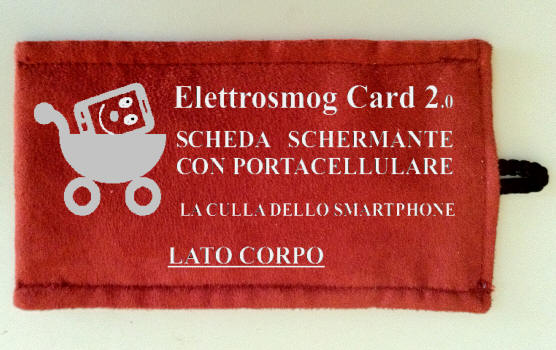 Elettrosmog Card 2.0
SCHEDA SCHERMANTE
CON PORTACELLULARE
LA CULLA DELLO SMARTPHONE
LATO CORPO